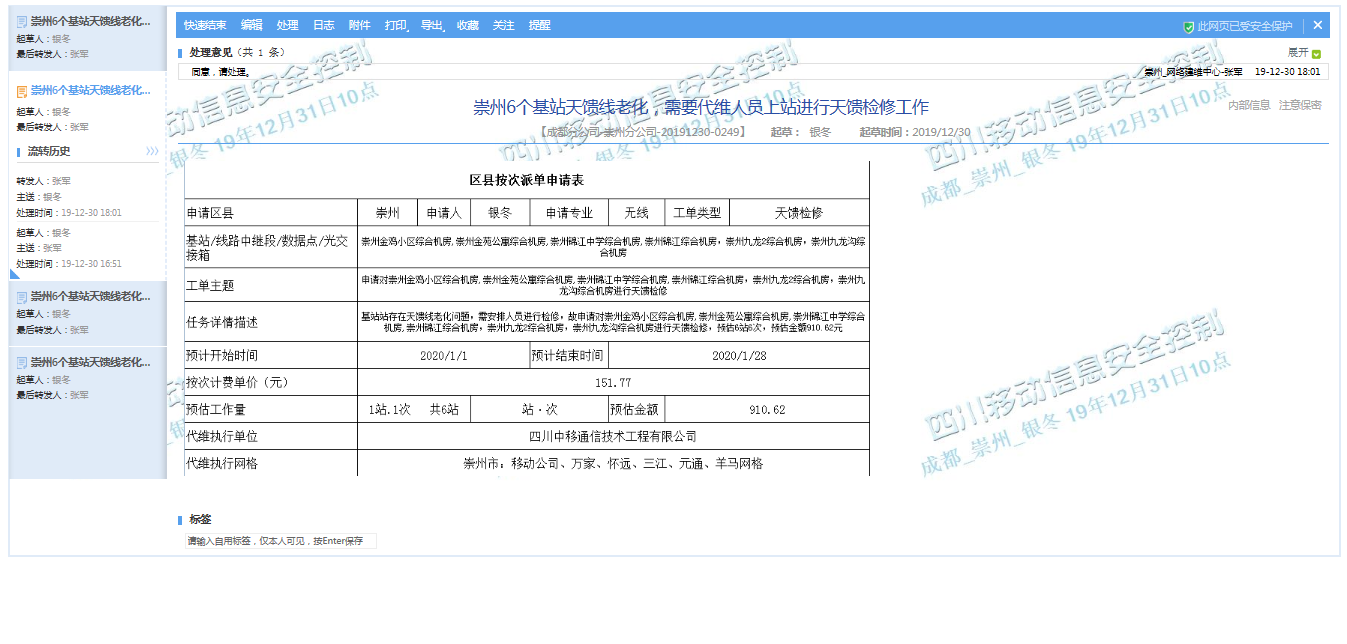 崇州6个基站天馈线老化...
起草人：银冬
最后转发人：张军
崇州6个基站天馈线老化...
起草人：银冬
最后转发人：张军
流转历史 》》
转发人：张军
主送：银冬
处理时间：19-12-30 18:01
起草人：银冬
主送：张军
处理时间：19-12-30 16:51
崇州6个基站天馈线老化...
起草人：银冬
最后转发人：张军
崇州6个基站天馈线老化...
起草人：银冬
最后转发人：张军
快速结束 编辑 处理 日志 附件 打印 导出 收藏 关注 提醒 此网页已受安全保护 ×
处理意见（共 1 条） 展开
同意，请处理。 崇州_网络建维中心-张军 19-12-30 18:01
崇州6个基站天馈线老化，需要代维人员上站进行天馈检修工作
内部信息 注意保密
【成都分公司-崇州分公司-20191230-0249】 起草： 银冬 起草时间：2019/12/30
区县按次派单申请表
申请区县 崇州 申请人 银冬 申请专业 无线 工单类型 天馈检修
基站/线路中继段/数据点/光交接箱
崇州金鸡小区综合机房,崇州金苑公寓综合机房,崇州锦江中学综合机房,崇州锦江综合机房，崇州九龙2综合机房，崇州九龙沟综合机房
工单主题
申请对崇州金鸡小区综合机房,崇州金苑公寓综合机房,崇州锦江中学综合机房,崇州锦江综合机房，崇州九龙2综合机房，崇州九龙沟综合机房进行天馈检修
任务详情描述
基站站存在天馈线老化问题，需安排人员进行检修，故申请对崇州金鸡小区综合机房,崇州金苑公寓综合机房,崇州锦江中学综合机房,崇州锦江综合机房，崇州九龙2综合机房，崇州九龙沟综合机房进行天馈检修，预估6站6次，预估金额910.62元
预计开始时间 2020/1/1 预计结束时间 2020/1/28
按次计费单价（元） 151.77
预估工作量 1站.1次 共6站 站·次 预估金额 910.62
代维执行单位 四川中移通信技术工程有限公司
代维执行网格 崇州市：移动公司、万家、怀远、三江、元通、羊马网格
标签
请输入自用标签，仅本人可见，按Enter保存
四川移动信息安全控制
成都_崇州_银冬 19年12月31日10点
四川移动信息安全控制
成都_崇州_银冬 19年12月31日10点